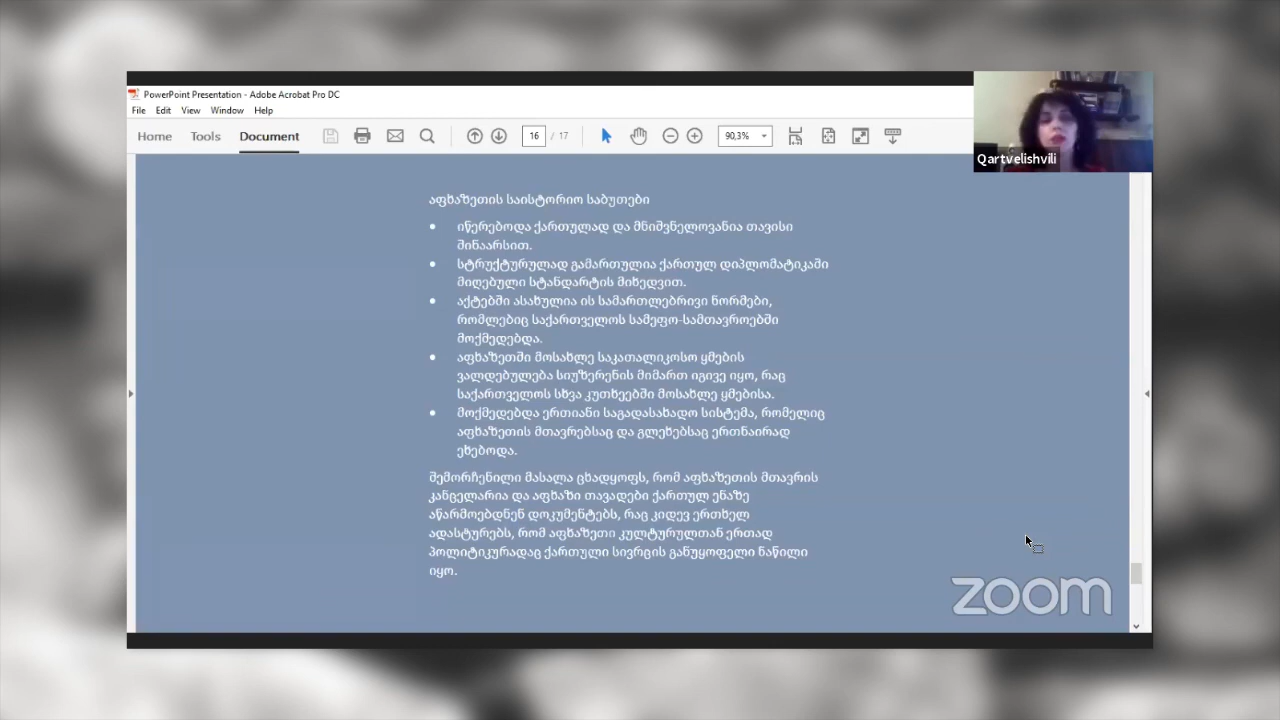 PowerPoint Presentation - Adobe Acrobat Pro DC
File Edit View Window Help
Home Tools Document 16 / 17 90,3%
Qartvelishvili
აფხაზეთის საისტორიო საბუთები
• იწერებოდა ქართულად და მნიშვნელოვანია თავისი
შინაარსით.
• სტრუქტურულად გამართულია ქართულ დიპლომატიკაში
მიღებული სტანდარტის მიხედვით.
• აქტებში ასახულია ის სამართლებრივი ნორმები,
რომლებიც საქართველოს სამეფო-სამთავროებში
მოქმედებდა.
• აფხაზეთში მოსახლე საკათალიკოსო ყმების
ვალდებულება სიუზერენის მიმართ იგივე იყო, რაც
საქართველოს სხვა კუთხეებში მოსახლე ყმებისა.
• მოქმედებდა ერთიანი საგადასახადო სისტემა, რომელიც
აფხაზეთის მთავრებსაც და გლეხებსაც ერთნაირად
ეხებოდა.
შემორჩენილი მასალა ცხადყოფს, რომ აფხაზეთის მთავრის
კანცელარია და აფხაზი თავადები ქართულ ენაზე
აწარმოებდნენ დოკუმენტებს, რაც კიდევ ერთხელ
ადასტურებს, რომ აფხაზეთი კულტურულთან ერთად
პოლიტიკურადაც ქართული სივრცის განუყოფელი ნაწილი
იყო.
zoom